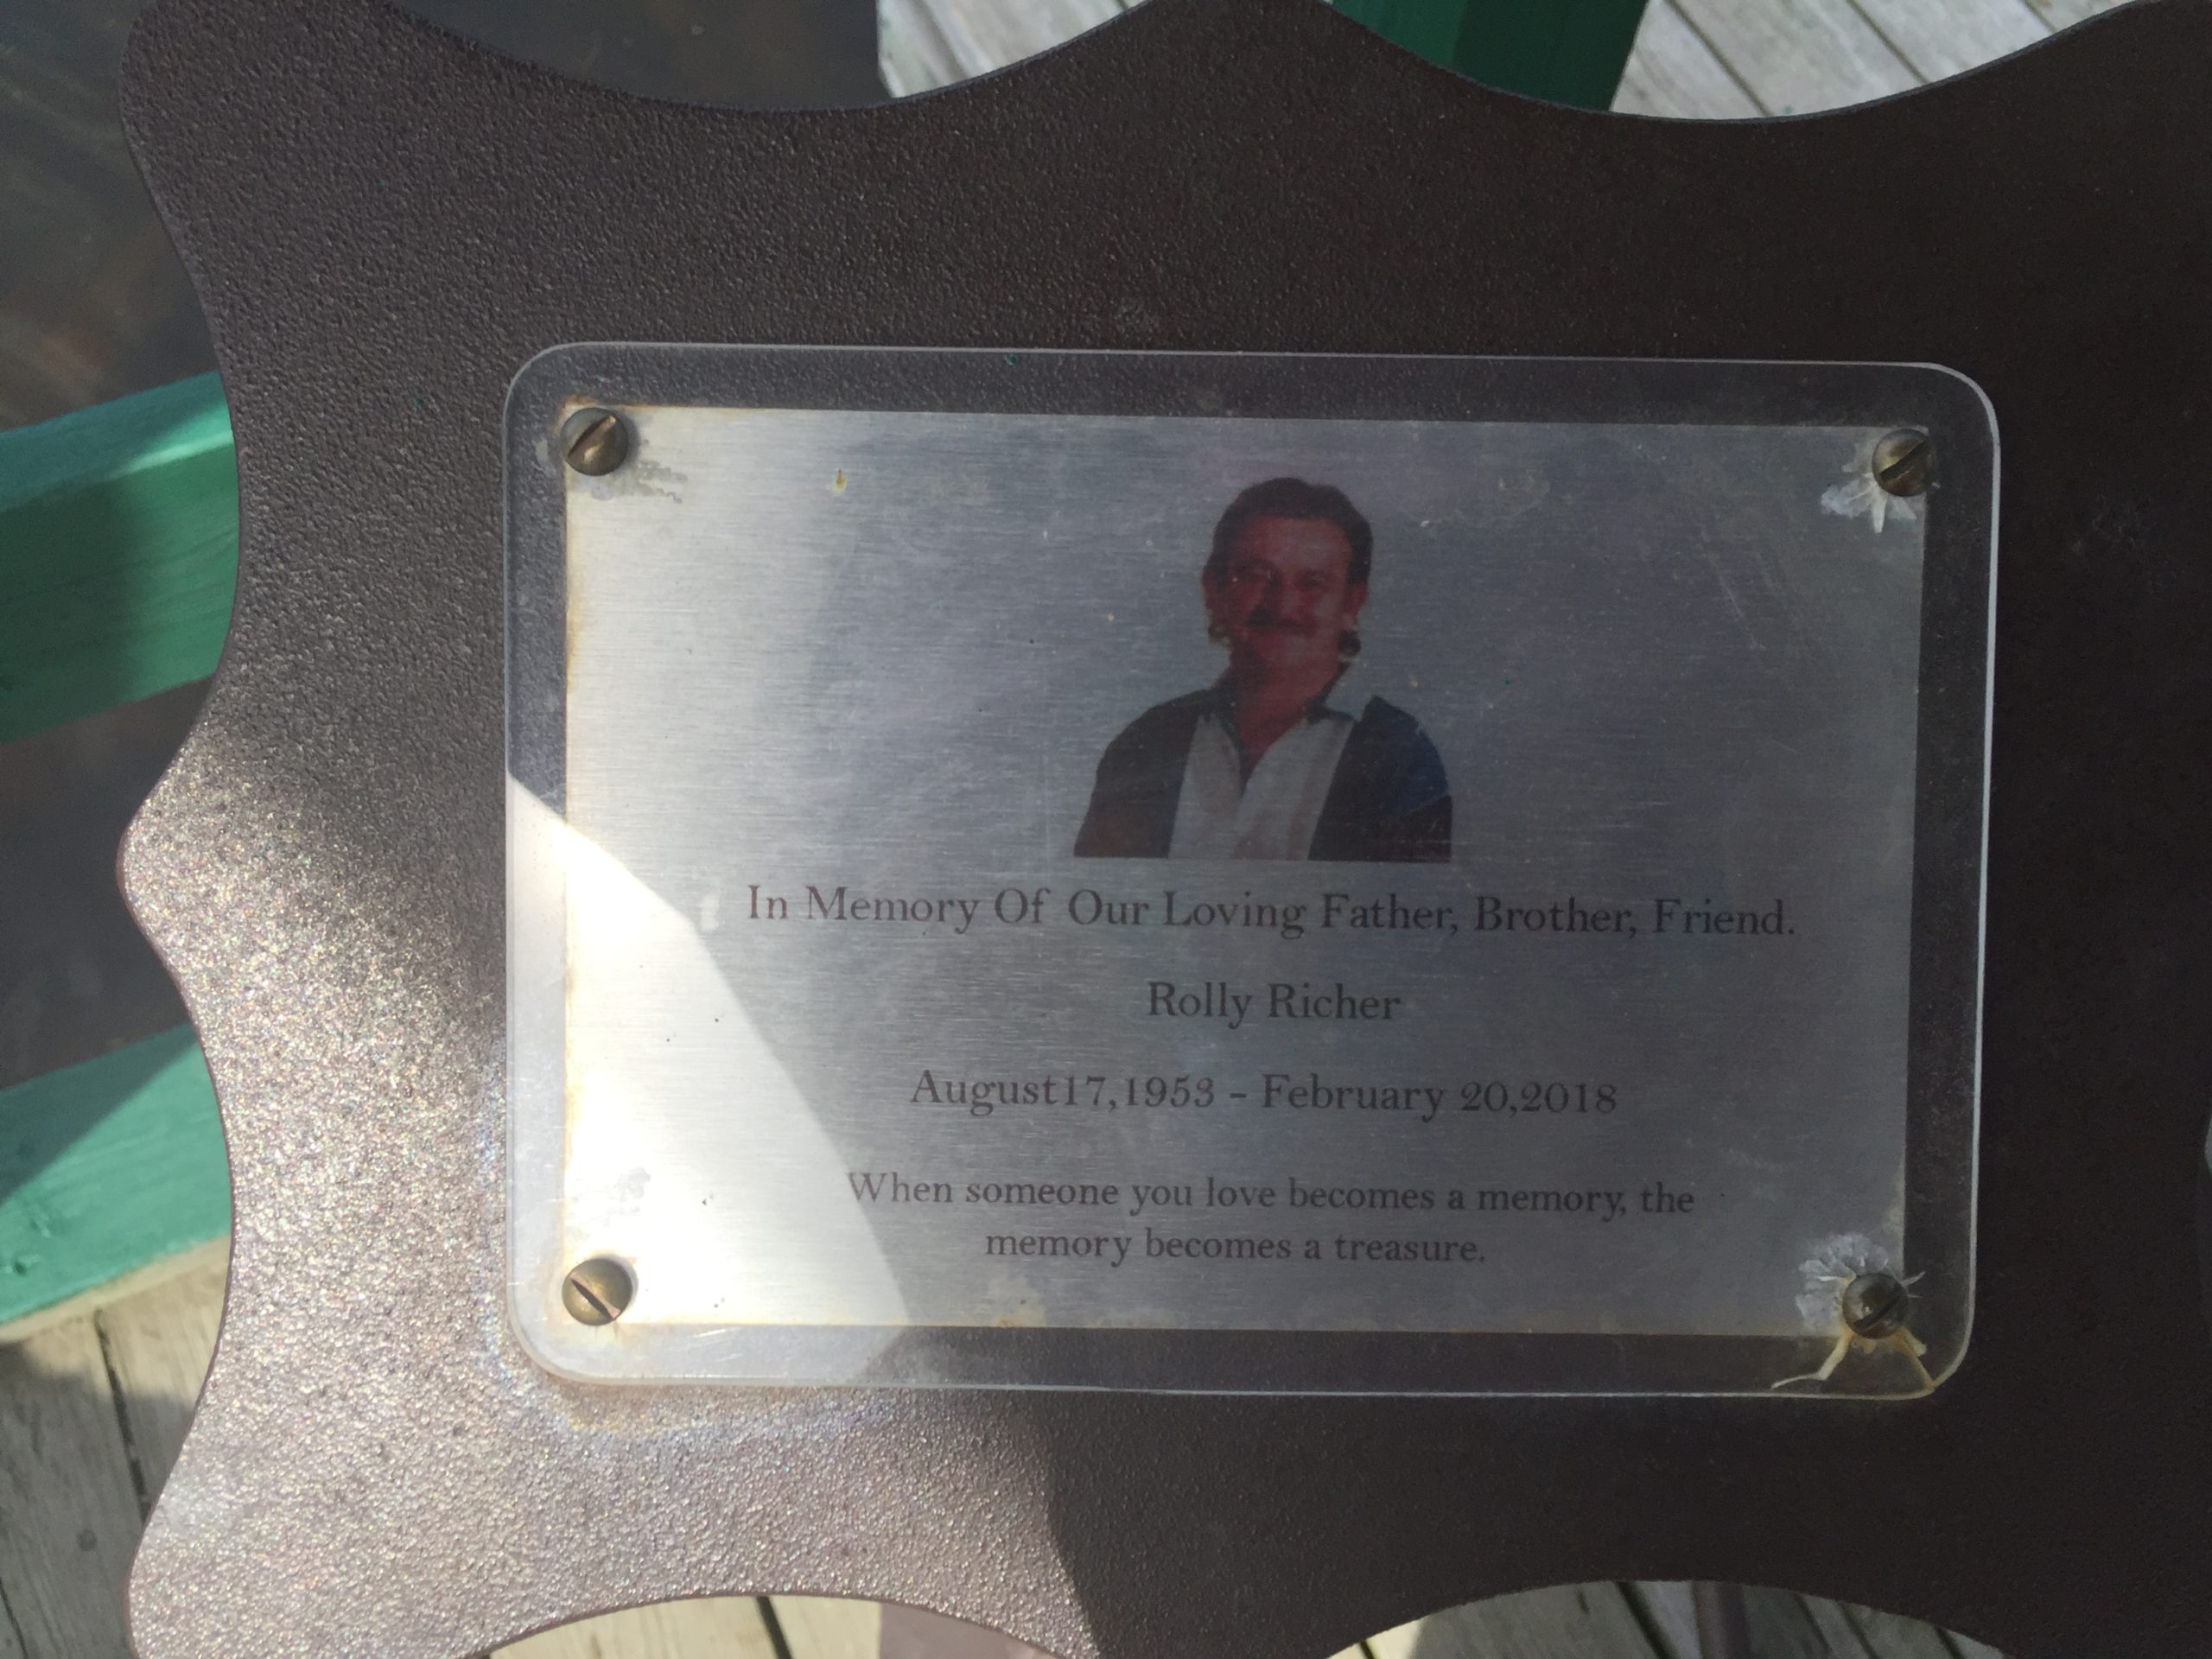 In Memory Of Our Loving Father, Brother, Friend.
Rolly Richer
August17,1953 - February 20,2018
When someone you love becomes a memory, the
memory becomes a treasure.